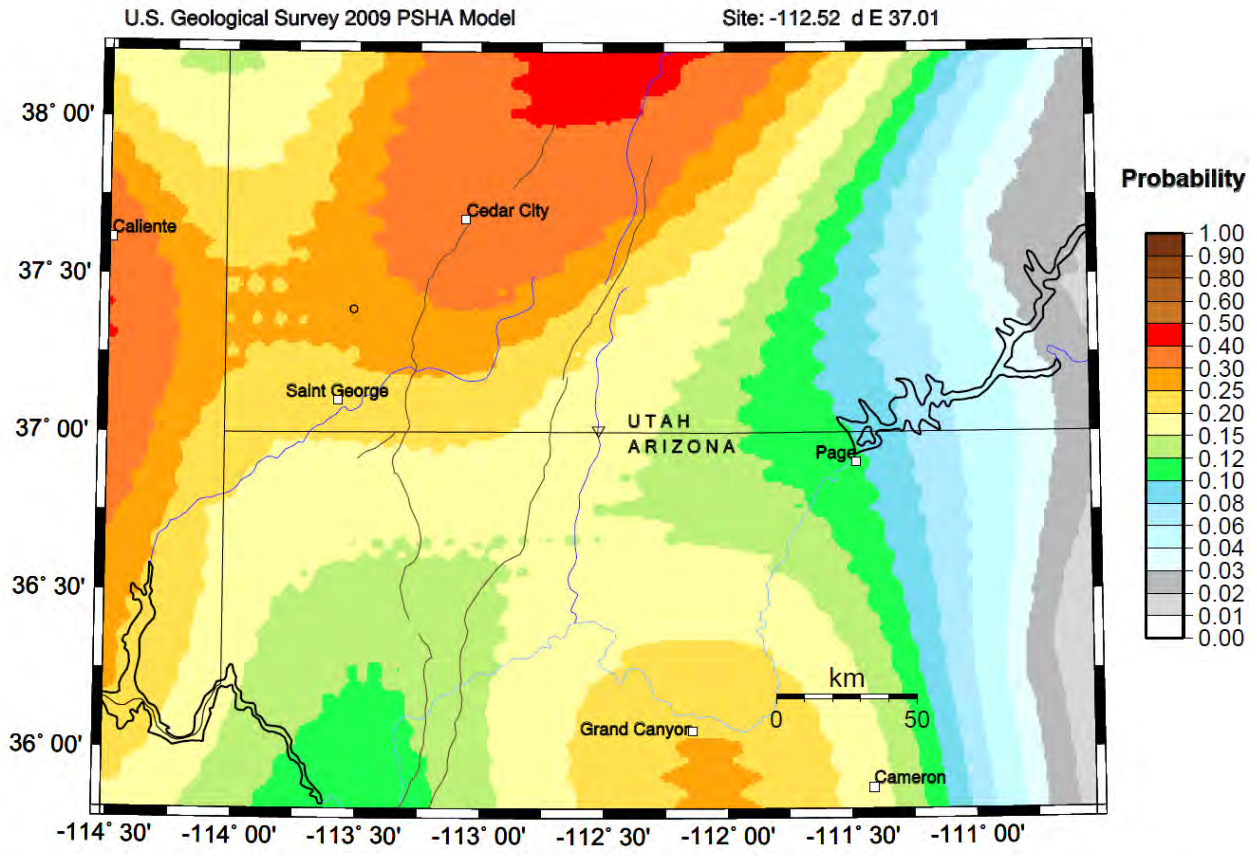 U.S. Geological Survey 2009 PSHA Model
Site: -112.52 d E 37.01
38° 00'
37° 30'
37° 00'
36° 30'
36° 00'
-114° 30'
-114° 00'
-113° 30'
-113° 00'
-112° 30'
-112° 00'
-111° 30'
-111° 00'
Caliente
Cedar City
Saint George
UTAH
ARIZONA
Page
Grand Canyon
Cameron
km
0 50
Probability
1.00
0.90
0.80
0.60
0.50
0.40
0.30
0.25
0.20
0.15
0.12
0.10
0.08
0.06
0.04
0.03
0.02
0.01
0.00